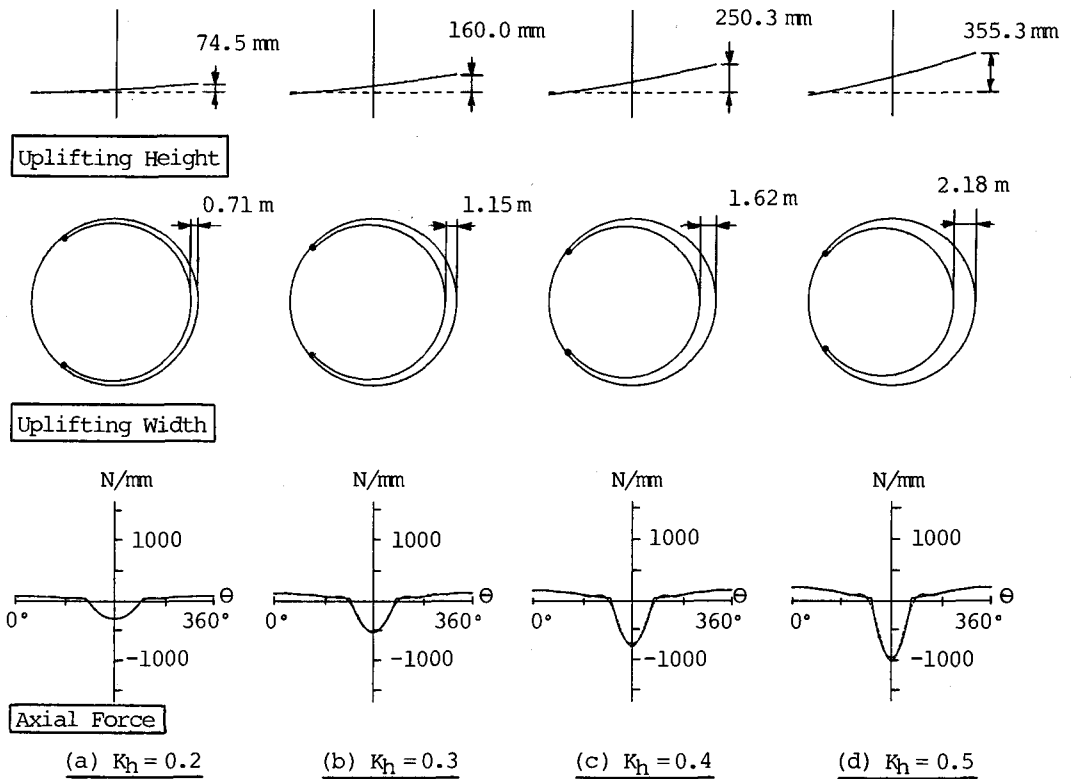 74.5 mm
160.0 mm
250.3 mm
355.3 mm
Uplifting Height
0.71 m
1.15 m
1.62 m
2.18 m
Uplifting Width
N/mm N/mm N/mm N/mm
1000 1000 1000 1000
θ θ θ θ
0° 360° 0° 360° 0° 360° 0° 360°
-1000 -1000 -1000 -1000
Axial Force
(a) Kh = 0.2 (b) Kh = 0.3 (c) Kh = 0.4 (d) Kh = 0.5